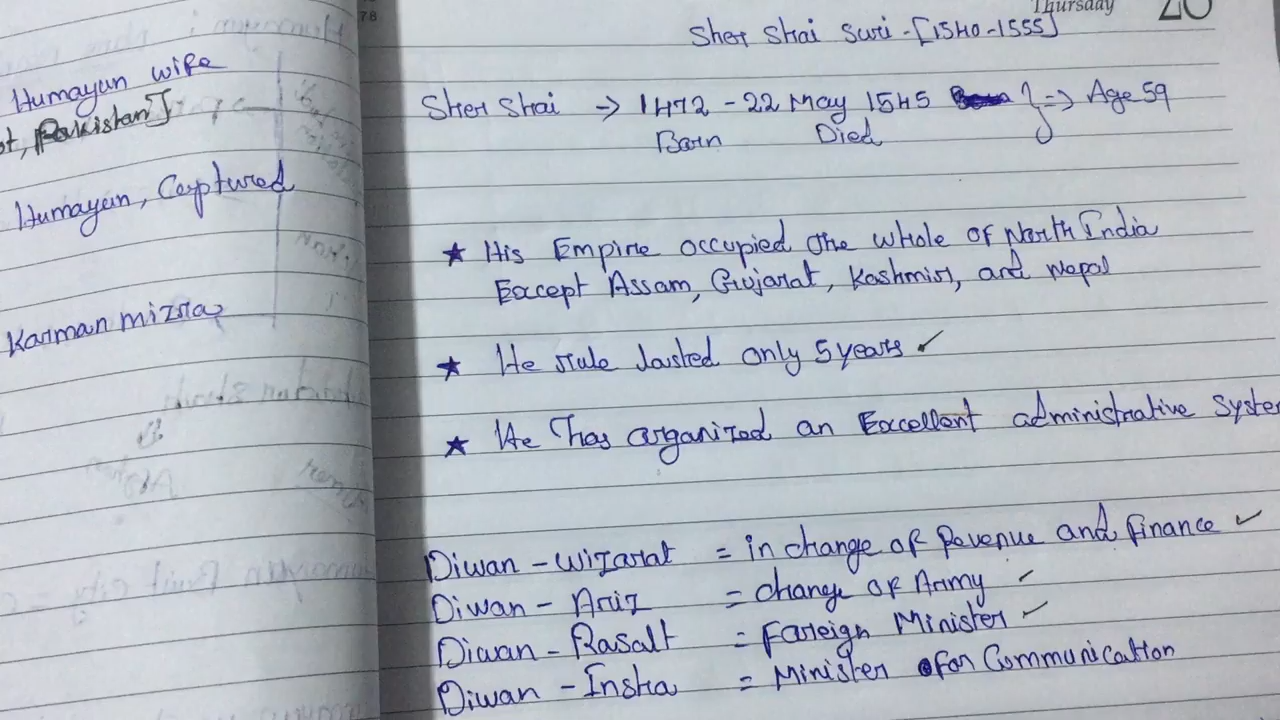 Humayun wife
Pakistan]
Humayun, Captured
Karman mizra
78
Thursday
20
Sher Shai Suri - [1540-1555]
Sher Shai → 1472 - 22 May 1545 } => Age 59
Born Died
★ His Empire occupied the whole of North India
Except Assam, Gujarat, Kashmir, and Nepal
★ He rule lasted only 5 years ✓
★ He has organized an Excellent administrative System
Diwan - Wizarat = in change of Revenue and finance ✓
Diwan - Ariz = change of Army ✓
Diwan - Rasalt = Foreign Minister ✓
Diwan - Insha = Minister for Communication